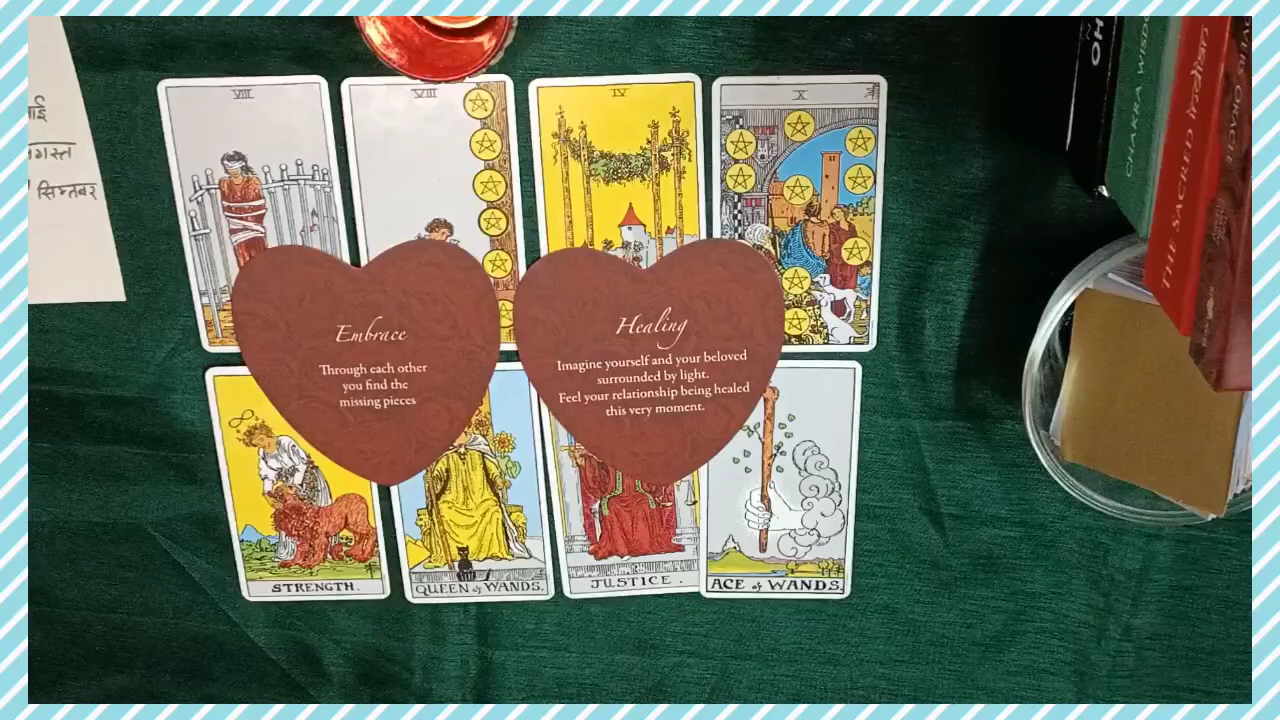 VIII
VIII
IV
X
सितम्बर
Embrace
Through each other
you find the
missing pieces
Healing
Imagine yourself and your beloved
surrounded by light.
Feel your relationship being healed
this very moment.
STRENGTH.
QUEEN of WANDS.
JUSTICE.
ACE of WANDS.
CHAKRA WISDO
THE SACRED